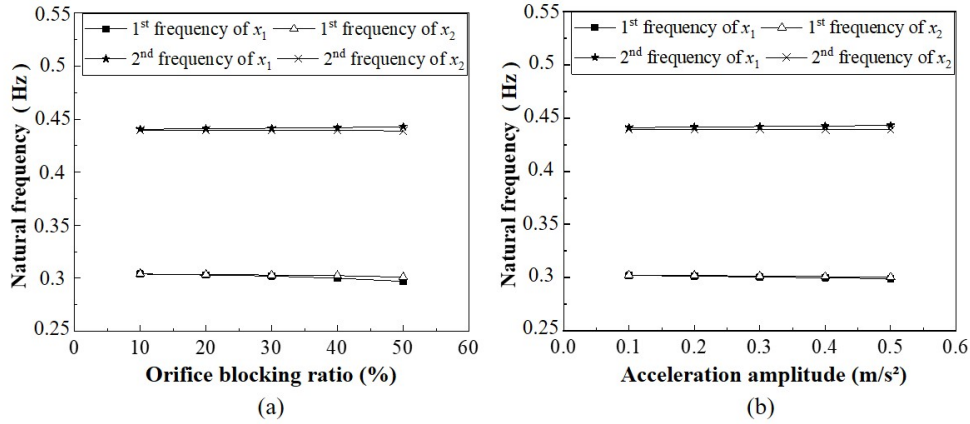 0.55
0.5
0.45
0.4
0.35
0.3
0.25
Natural frequency ( Hz )
1st frequency of x1
1st frequency of x2
2nd frequency of x1
2nd frequency of x2
0 10 20 30 40 50 60
Orifice blocking ratio (%)
(a)
0.55
0.5
0.45
0.4
0.35
0.3
0.25
Natural frequency ( Hz )
1st frequency of x1
1st frequency of x2
2nd frequency of x1
2nd frequency of x2
0.0 0.1 0.2 0.3 0.4 0.5 0.6
Acceleration amplitude (m/s²)
(b)